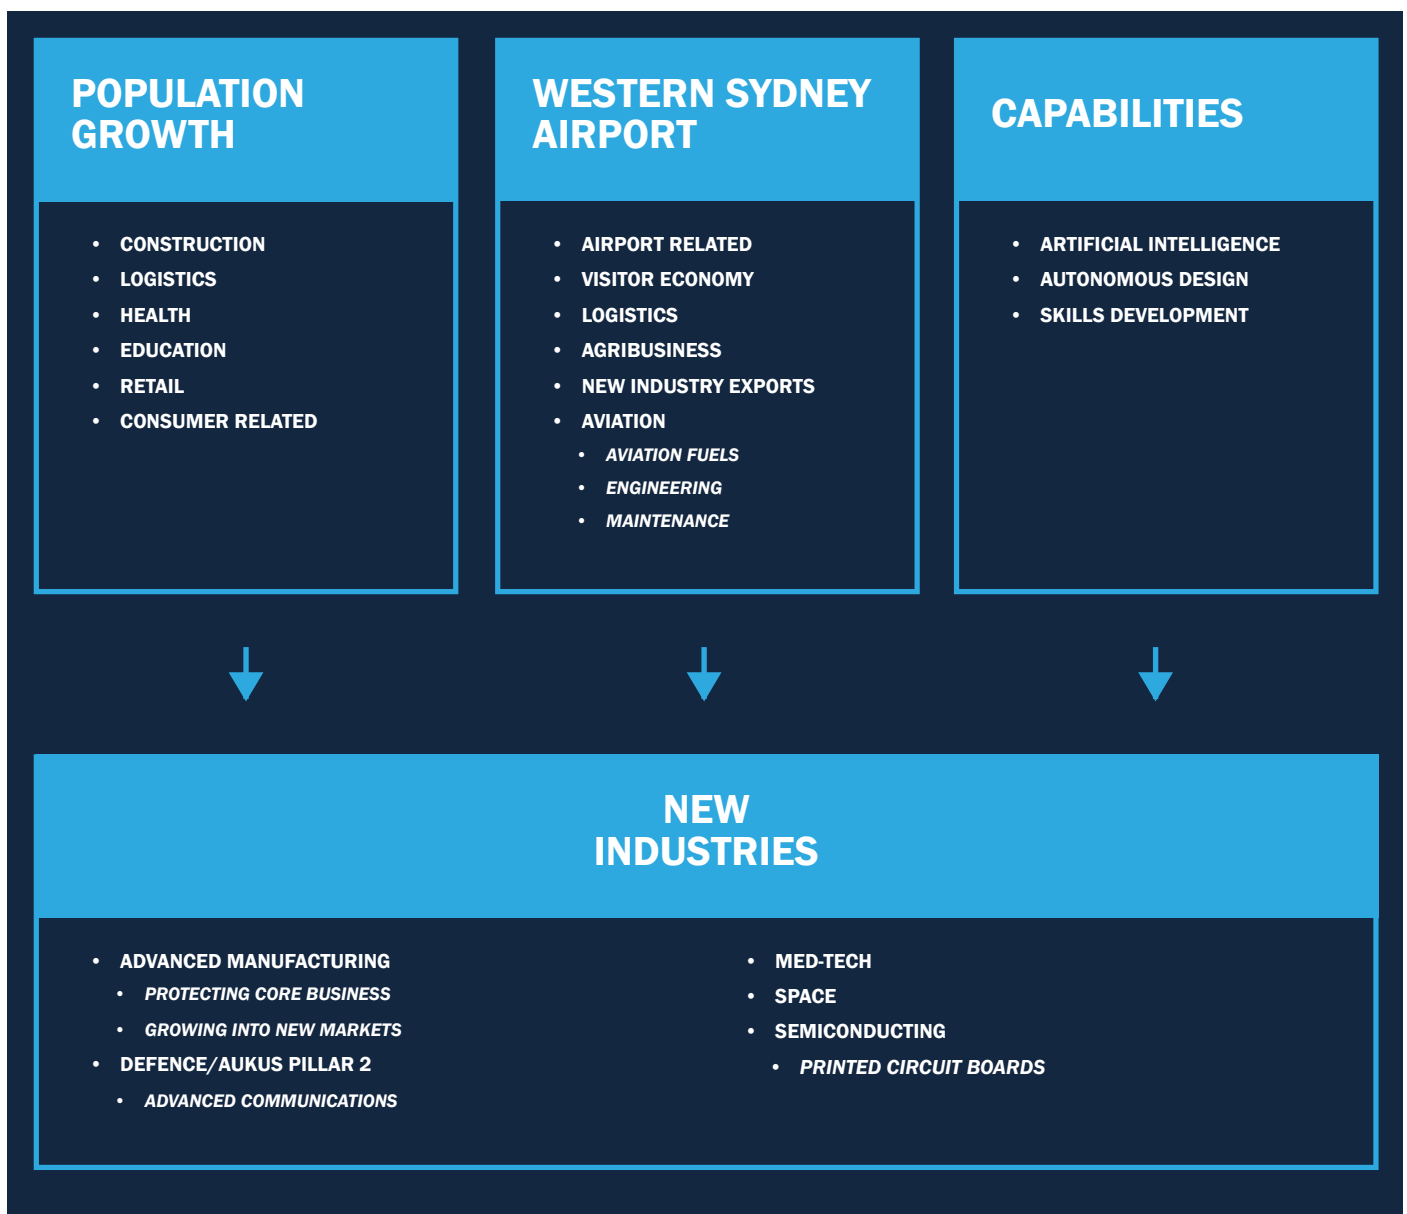 POPULATION
GROWTH
• CONSTRUCTION
• LOGISTICS
• HEALTH
• EDUCATION
• RETAIL
• CONSUMER RELATED
WESTERN SYDNEY
AIRPORT
• AIRPORT RELATED
• VISITOR ECONOMY
• LOGISTICS
• AGRIBUSINESS
• NEW INDUSTRY EXPORTS
• AVIATION
• AVIATION FUELS
• ENGINEERING
• MAINTENANCE
CAPABILITIES
• ARTIFICIAL INTELLIGENCE
• AUTONOMOUS DESIGN
• SKILLS DEVELOPMENT
NEW
INDUSTRIES
• ADVANCED MANUFACTURING
• PROTECTING CORE BUSINESS
• GROWING INTO NEW MARKETS
• DEFENCE/AUKUS PILLAR 2
• ADVANCED COMMUNICATIONS
• MED-TECH
• SPACE
• SEMICONDUCTING
• PRINTED CIRCUIT BOARDS